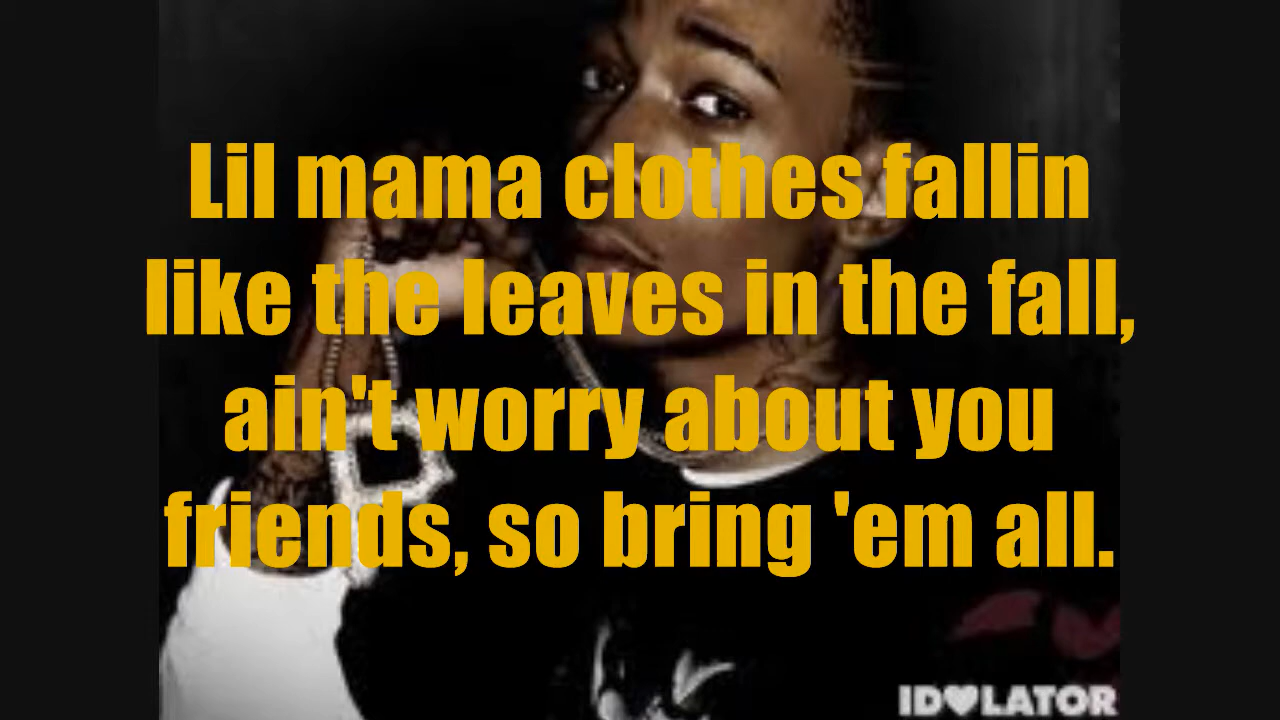 Lil mama clothes fallin
like the leaves in the fall,
ain't worry about you
friends, so bring 'em all.
IDOLATOR